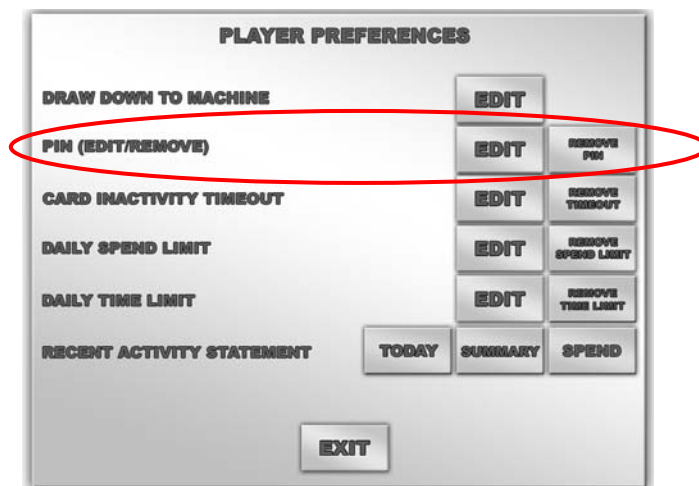 PLAYER PREFERENCES
DRAW DOWN TO MACHINE EDIT
PIN (EDIT/REMOVE) EDIT REMOVE PIN
CARD INACTIVITY TIMEOUT EDIT REMOVE TIMEOUT
DAILY SPEND LIMIT EDIT REMOVE SPEND LIMIT
DAILY TIME LIMIT EDIT REMOVE TIME LIMIT
RECENT ACTIVITY STATEMENT TODAY SUMMARY SPEND
EXIT